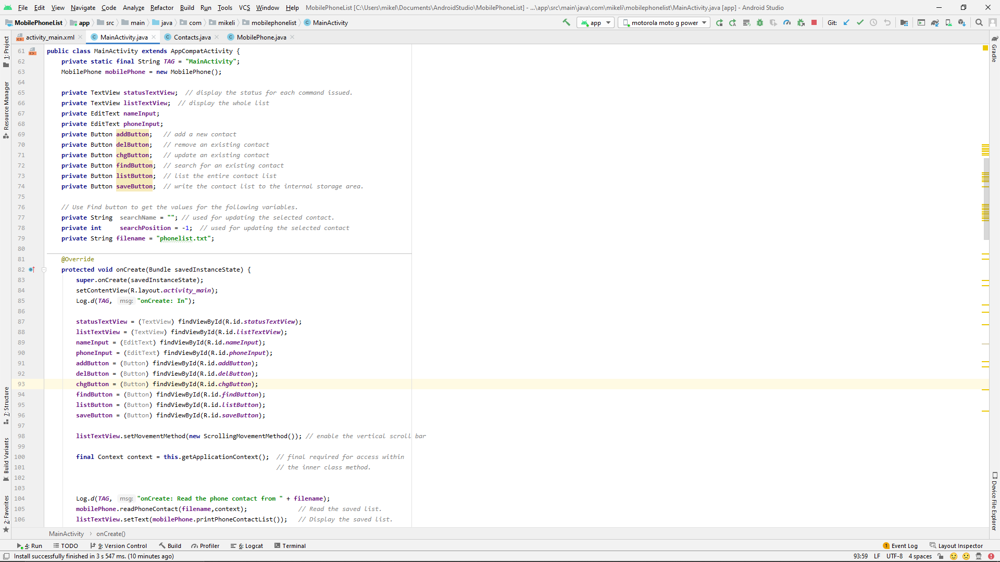 File Edit View Navigate Code Analyze Refactor Build Run Tools VCS Window Help MobilePhoneList [C:\Users\mikel\Documents\AndroidStudio\MobilePhoneList] - ...\app\src\main\java\com\mikeli\mobilephonelist\MainActivity.java [app] - Android Studio
MobilePhoneList app src main java com mikeli mobilephonelist MainActivity app motorola moto g power Git:
activity_main.xml MainActivity.java Contacts.java MobilePhone.java
1: Project
Resource Manager
7: Structure
Build Variants
2: Favorites
61 public class MainActivity extends AppCompatActivity {
62 private static final String TAG = "MainActivity";
63 MobilePhone mobilePhone = new MobilePhone();
64
65 private TextView statusTextView; // display the status for each command issued.
66 private TextView listTextView; // display the whole list
67 private EditText nameInput;
68 private EditText phoneInput;
69 private Button addButton; // add a new contact
70 private Button delButton; // remove an existing contact
71 private Button chgButton; // update an existing contact
72 private Button findButton; // search for an existing contact
73 private Button listButton; // list the entire contact list
74 private Button saveButton; // write the contact list to the internal storage area.
75
76 // Use Find button to get the values for the following variables.
77 private String searchName = ""; // used for updating the selected contact.
78 private int searchPosition = -1; // used for updating the selected contact
79 private String filename = "phonelist.txt";
80
81 @Override
82 protected void onCreate(Bundle savedInstanceState) {
83 super.onCreate(savedInstanceState);
84 setContentView(R.layout.activity_main);
85 Log.d(TAG, msg: "onCreate: In");
86
87 statusTextView = (TextView) findViewById(R.id.statusTextView);
88 listTextView = (TextView) findViewById(R.id.listTextView);
89 nameInput = (EditText) findViewById(R.id.nameInput);
90 phoneInput = (EditText) findViewById(R.id.phoneInput);
91 addButton = (Button) findViewById(R.id.addButton);
92 delButton = (Button) findViewById(R.id.delButton);
93 chgButton = (Button) findViewById(R.id.chgButton);
94 findButton = (Button) findViewById(R.id.findButton);
95 listButton = (Button) findViewById(R.id.listButton);
96 saveButton = (Button) findViewById(R.id.saveButton);
97
98 listTextView.setMovementMethod(new ScrollingMovementMethod()); // enable the vertical scroll bar
99
100 final Context context = this.getApplicationContext(); // final required for access within
101 // the inner class method.
102
103
104 Log.d(TAG, msg: "onCreate: Read the phone contact from " + filename);
105 mobilePhone.readPhoneContact(filename,context); // Read the saved list.
106 listTextView.setText(mobilePhone.printPhoneContactList()); // Display the saved list.
Gradle
Device File Explorer
MainActivity onCreate()
4: Run TODO 9: Version Control Build Profiler 6: Logcat Terminal 1 Event Log Layout Inspector
Install successfully finished in 3 s 547 ms. (10 minutes ago) 93:59 LF UTF-8 4 spaces